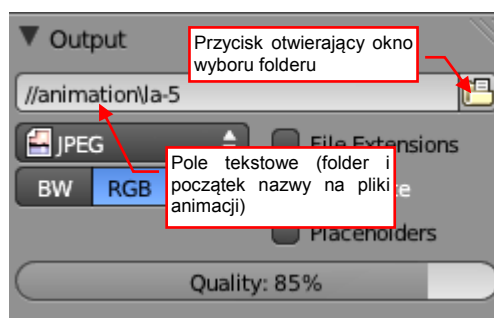 Output
Przycisk otwierający okno
wyboru folderu
//animation\la-5
JPEG
File Extensions
Pole tekstowe (folder i
początek nazwy na pliki
animacji)
BW RGB
Placeholders
Quality: 85%